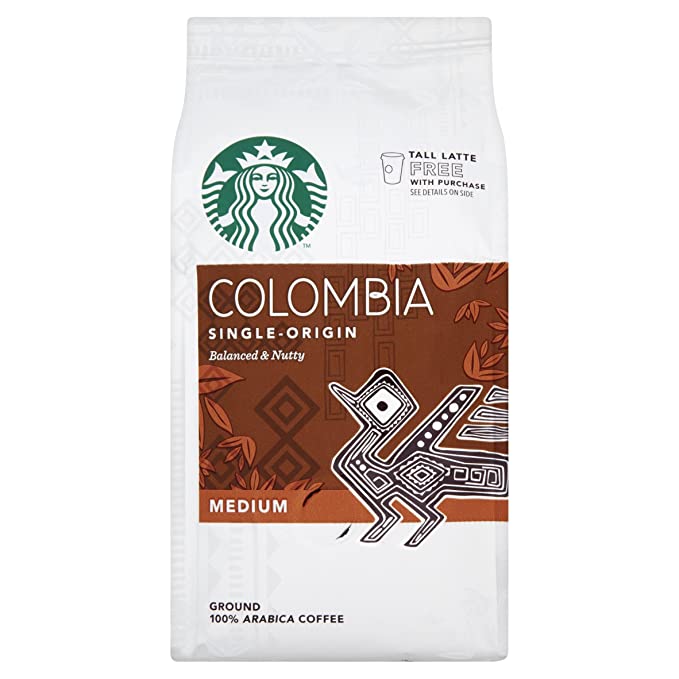 TALL LATTE
FREE
WITH PURCHASE
SEE DETAILS ON SIDE
TM
COLOMBIA
SINGLE-ORIGIN
Balanced & Nutty
MEDIUM
GROUND
100% ARABICA COFFEE